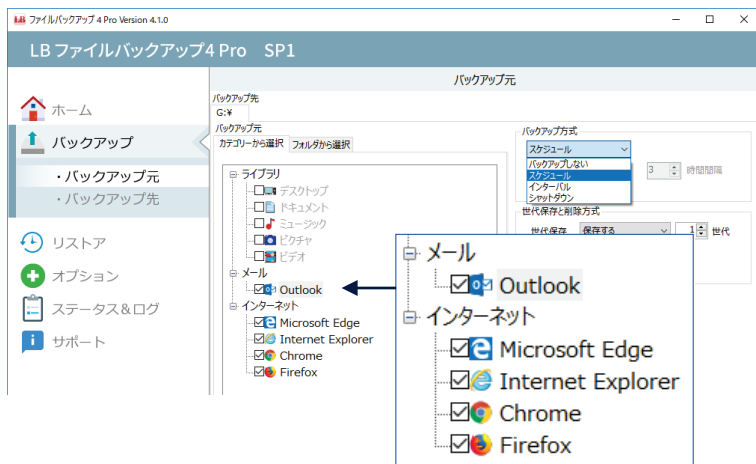 LB ファイルバックアップ 4 Pro Version 4.1.0
LB ファイルバックアップ4 Pro SP1
ホーム
バックアップ
・バックアップ元
・バックアップ先
リストア
オプション
ステータス&ログ
サポート
バックアップ元
バックアップ先
G:¥
バックアップ元
カテゴリーから選択 フォルダから選択
ライブラリ
デスクトップ
ドキュメント
ミュージック
ピクチャ
ビデオ
メール
Outlook
インターネット
Microsoft Edge
Internet Explorer
Chrome
Firefox
バックアップ方式
スケジュール
バックアップしない
スケジュール
インターバル
シャットダウン
3 時間間隔
世代保存と削除方式
世代保存 保存する 1 世代
メール
Outlook
インターネット
Microsoft Edge
Internet Explorer
Chrome
Firefox